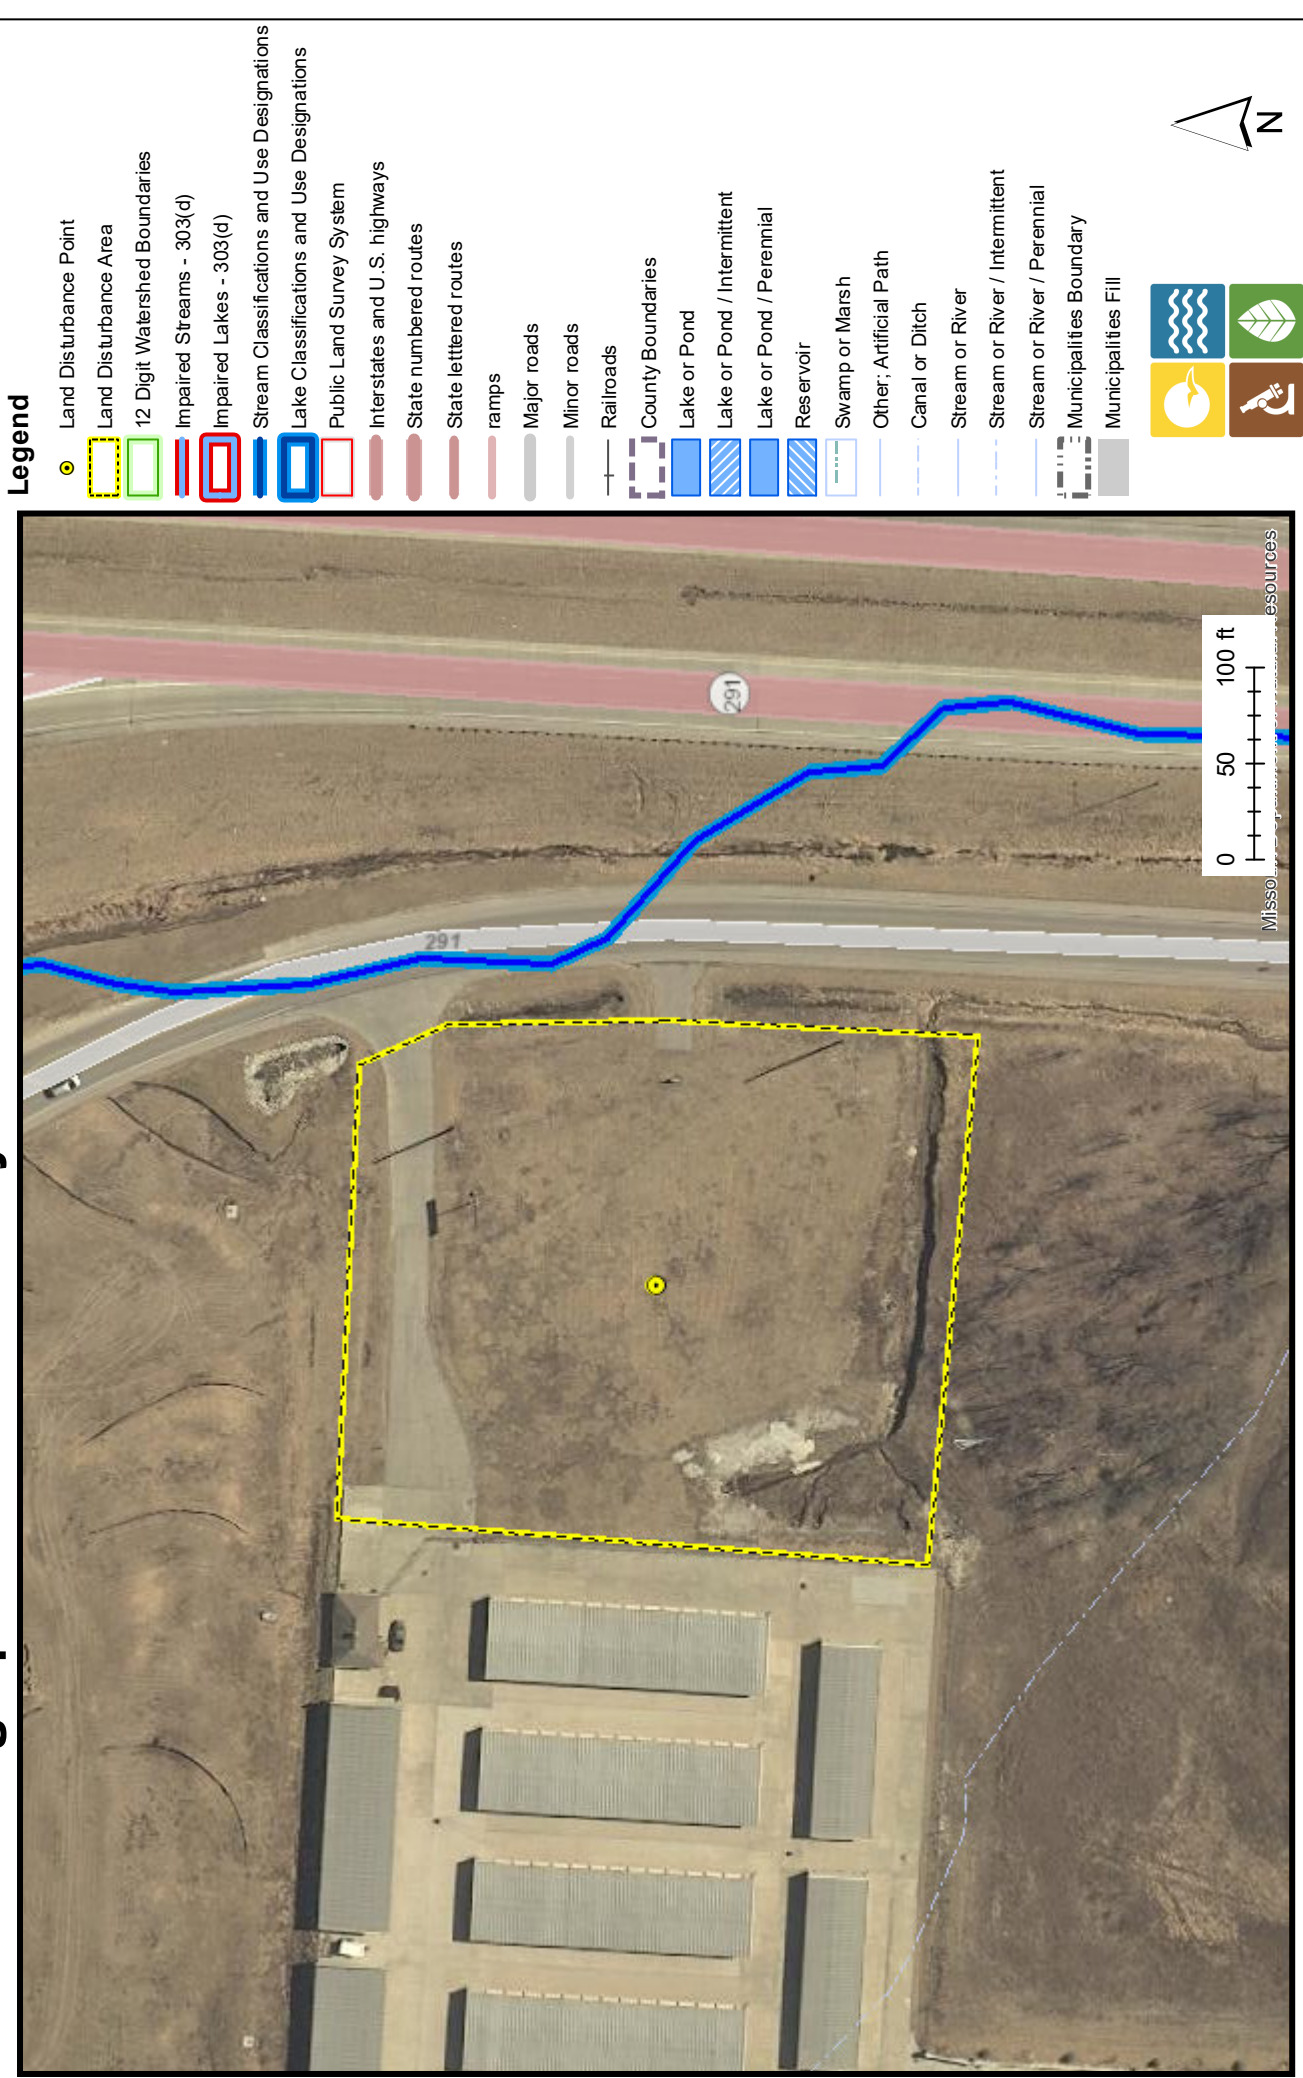 Legend
Land Disturbance Point
Land Disturbance Area
12 Digit Watershed Boundaries
Impaired Streams - 303(d)
Impaired Lakes - 303(d)
Stream Classifications and Use Designations
Lake Classifications and Use Designations
Public Land Survey System
Interstates and U.S. highways
State numbered routes
State letttered routes
ramps
Major roads
Minor roads
Railroads
County Boundaries
Lake or Pond
Lake or Pond / Intermittent
Lake or Pond / Perennial
Reservoir
Swamp or Marsh
Other; Artificial Path
Canal or Ditch
Stream or River
Stream or River / Intermittent
Stream or River / Perennial
Municipalities Boundary
Municipalities Fill
N
291
291
0 50 100 ft